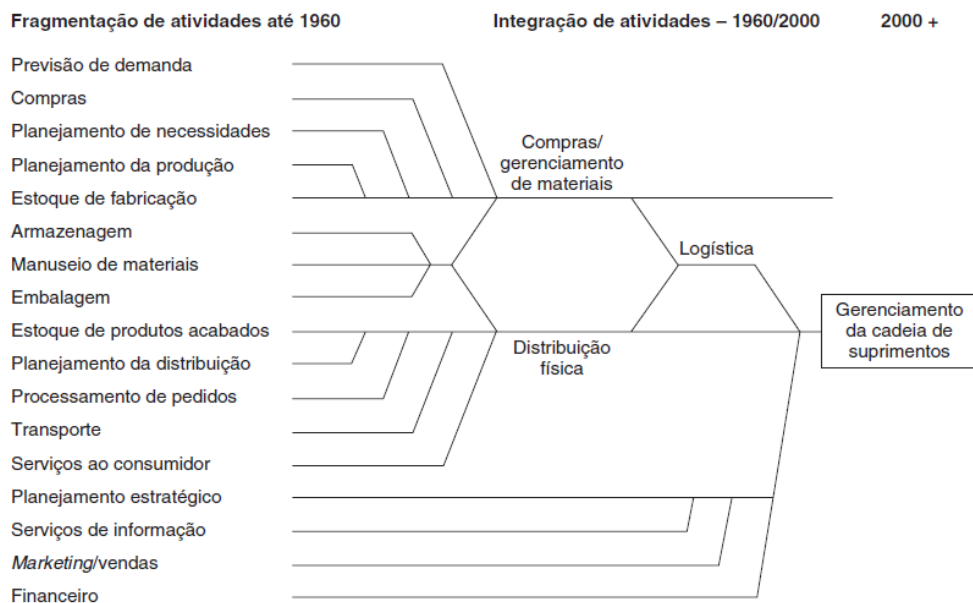 Fragmentação de atividades até 1960
Integração de atividades – 1960/2000
2000 +
Previsão de demanda
Compras
Planejamento de necessidades
Planejamento da produção
Estoque de fabricação
Armazenagem
Manuseio de materiais
Embalagem
Estoque de produtos acabados
Planejamento da distribuição
Processamento de pedidos
Transporte
Serviços ao consumidor
Planejamento estratégico
Serviços de informação
Marketing/vendas
Financeiro
Compras/
gerenciamento
de materiais
Distribuição
física
Logística
Gerenciamento
da cadeia de
suprimentos